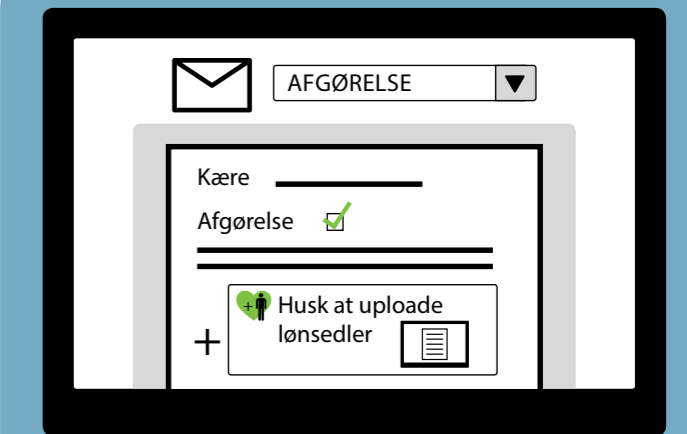 AFGØRELSE
Kære
Afgørelse
+ Husk at uploade
+ lønsedler